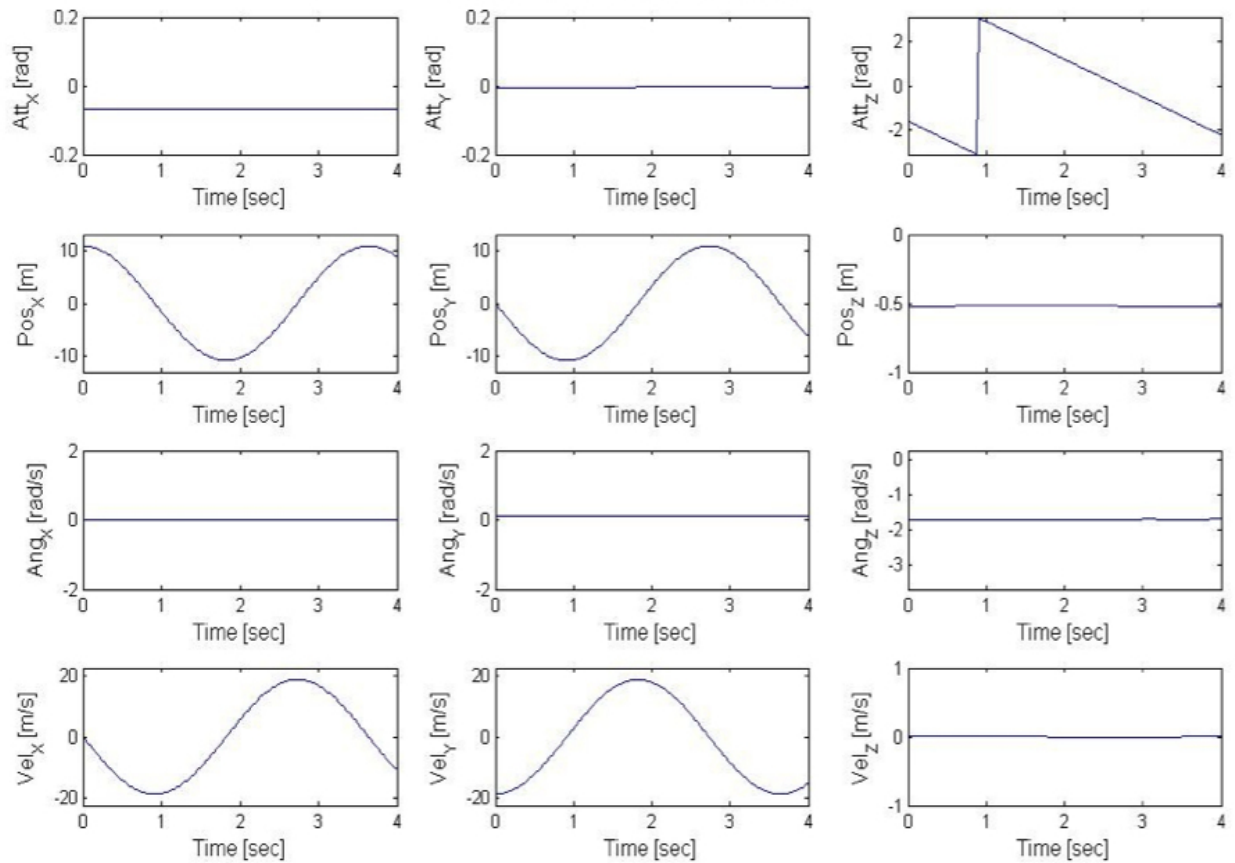 0.2
0
-0.2
Att_X [rad]
0 1 2 3 4
Time [sec]
0.2
0
-0.2
Att_Y [rad]
0 1 2 3 4
Time [sec]
2
0
-2
Att_Z [rad]
0 1 2 3 4
Time [sec]
10
0
-10
Pos_X [m]
0 1 2 3 4
Time [sec]
10
0
-10
Pos_Y [m]
0 1 2 3 4
Time [sec]
0
-0.5
-1
Pos_Z [m]
0 1 2 3 4
Time [sec]
2
0
-2
Ang_X [rad/s]
0 1 2 3 4
Time [sec]
2
0
-2
Ang_Y [rad/s]
0 1 2 3 4
Time [sec]
0
-1
-2
-3
Ang_Z [rad/s]
0 1 2 3 4
Time [sec]
20
0
-20
Vel_X [m/s]
0 1 2 3 4
Time [sec]
20
0
-20
Vel_Y [m/s]
0 1 2 3 4
Time [sec]
1
0
-1
Vel_Z [m/s]
0 1 2 3 4
Time [sec]